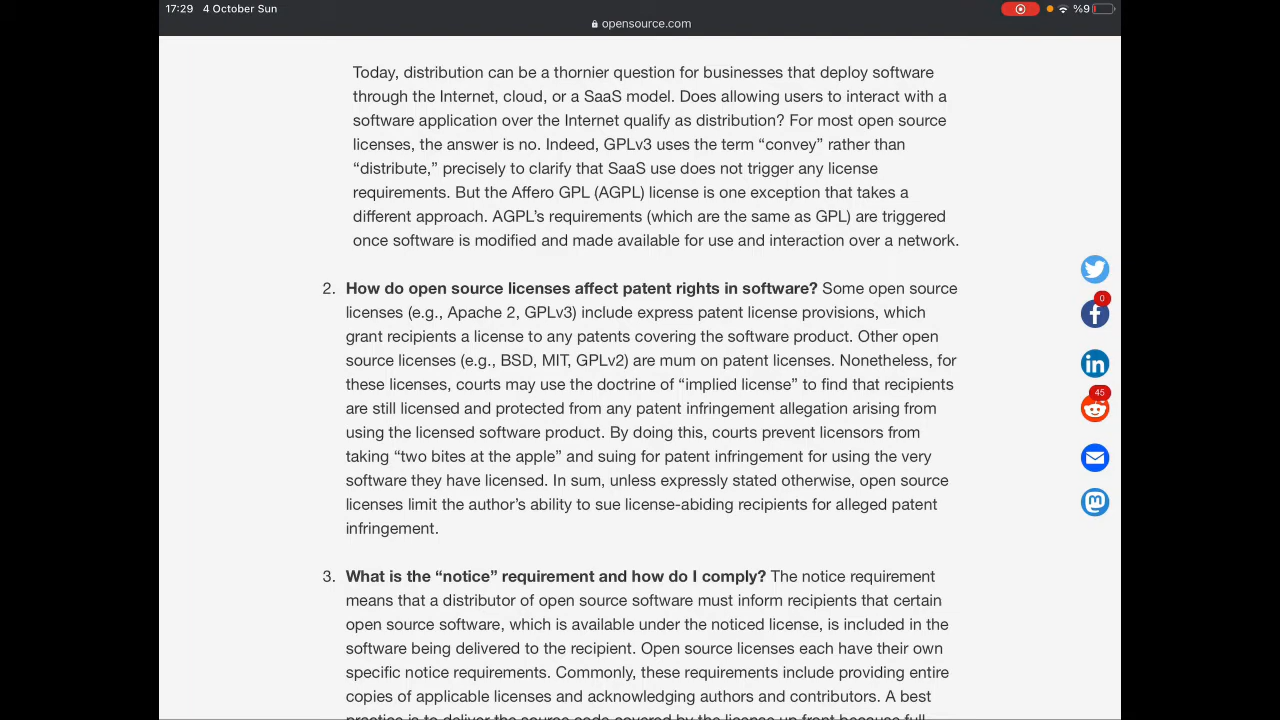 17:29 4 October Sun
%9
opensource.com
Today, distribution can be a thornier question for businesses that deploy software
through the Internet, cloud, or a SaaS model. Does allowing users to interact with a
software application over the Internet qualify as distribution? For most open source
licenses, the answer is no. Indeed, GPLv3 uses the term “convey” rather than
“distribute,” precisely to clarify that SaaS use does not trigger any license
requirements. But the Affero GPL (AGPL) license is one exception that takes a
different approach. AGPL’s requirements (which are the same as GPL) are triggered
once software is modified and made available for use and interaction over a network.
2. How do open source licenses affect patent rights in software? Some open source
licenses (e.g., Apache 2, GPLv3) include express patent license provisions, which
grant recipients a license to any patents covering the software product. Other open
source licenses (e.g., BSD, MIT, GPLv2) are mum on patent licenses. Nonetheless, for
these licenses, courts may use the doctrine of “implied license” to find that recipients
are still licensed and protected from any patent infringement allegation arising from
using the licensed software product. By doing this, courts prevent licensors from
taking “two bites at the apple” and suing for patent infringement for using the very
software they have licensed. In sum, unless expressly stated otherwise, open source
licenses limit the author’s ability to sue license-abiding recipients for alleged patent
infringement.
3. What is the “notice” requirement and how do I comply? The notice requirement
means that a distributor of open source software must inform recipients that certain
open source software, which is available under the noticed license, is included in the
software being delivered to the recipient. Open source licenses each have their own
specific notice requirements. Commonly, these requirements include providing entire
copies of applicable licenses and acknowledging authors and contributors. A best
practice is to deliver the source code covered by the license up front because full
0
in
45